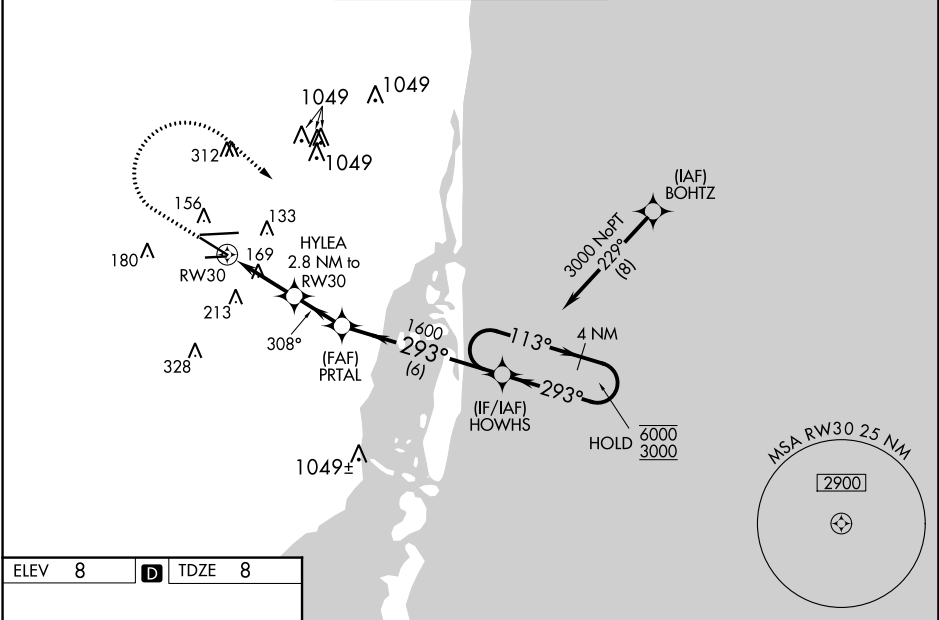 1049
1049
1049
312
156
133
180
169
RW30
213
328
HYLEA
2.8 NM to
RW30
308°
(FAF)
PRTAL
1600
293°
(6)
(IAF)
BOHTZ
3000 NoPT
229°
(8)
113°
4 NM
293°
(IF/IAF)
HOWHS
HOLD
6000
3000
1049±
MSA RW30 25 NM
2900
ELEV 8
D
TDZE 8